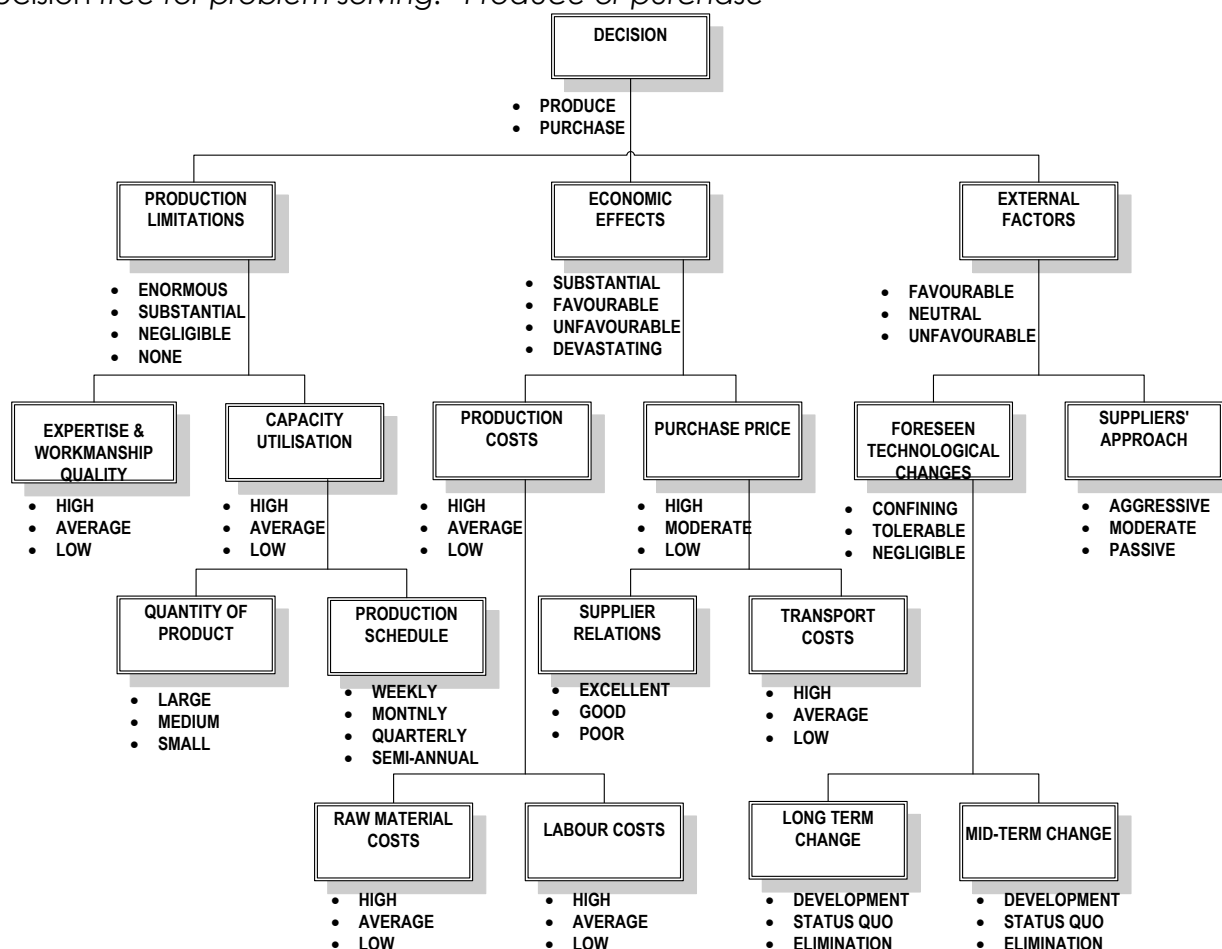 decision tree for problem solving: "Produce or purchase"
DECISION
• PRODUCE
• PURCHASE
PRODUCTION
LIMITATIONS
ECONOMIC
EFFECTS
EXTERNAL
FACTORS
• ENORMOUS
• SUBSTANTIAL
• NEGLIGIBLE
• NONE
• SUBSTANTIAL
• FAVOURABLE
• UNFAVOURABLE
• DEVASTATING
• FAVOURABLE
• NEUTRAL
• UNFAVOURABLE
EXPERTISE &
WORKMANSHIP
QUALITY
CAPACITY
UTILISATION
PRODUCTION
COSTS
PURCHASE PRICE
FORESEEN
TECHNOLOGICAL
CHANGES
SUPPLIERS'
APPROACH
• HIGH
• AVERAGE
• LOW
• HIGH
• AVERAGE
• LOW
• HIGH
• AVERAGE
• LOW
• HIGH
• MODERATE
• LOW
• CONFINING
• TOLERABLE
• NEGLIGIBLE
• AGGRESSIVE
• MODERATE
• PASSIVE
QUANTITY OF
PRODUCT
PRODUCTION
SCHEDULE
SUPPLIER
RELATIONS
TRANSPORT
COSTS
• LARGE
• MEDIUM
• SMALL
• WEEKLY
• MONTNLY
• QUARTERLY
• SEMI-ANNUAL
• EXCELLENT
• GOOD
• POOR
• HIGH
• AVERAGE
• LOW
RAW MATERIAL
COSTS
LABOUR COSTS
LONG TERM
CHANGE
MID-TERM CHANGE
• HIGH
• AVERAGE
• LOW
• HIGH
• AVERAGE
• LOW
• DEVELOPMENT
• STATUS QUO
• ELIMINATION
• DEVELOPMENT
• STATUS QUO
• ELIMINATION